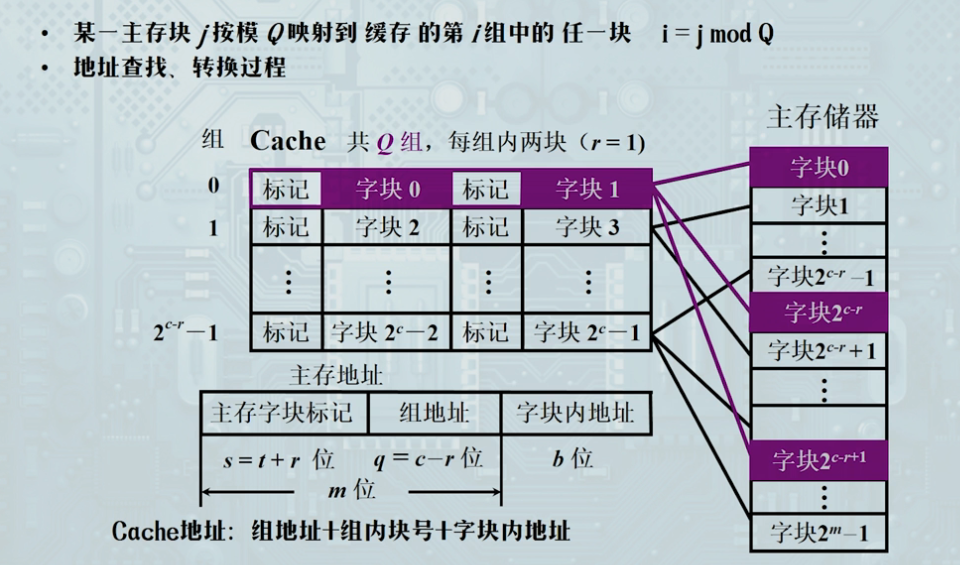 • 某一主存块 j 按模 Q 映射到 缓存 的第 i 组中的 任一块 i = j mod Q
• 地址查找、转换过程
主存储器
组 Cache 共 Q 组，每组内两块（r = 1）
0 标记 字块 0 标记 字块 1
1 标记 字块 2 标记 字块 3
⋮ ⋮ ⋮ ⋮
2^{c-r}−1 标记 字块 2^c−2 标记 字块 2^c−1
字块0
字块1
⋮
字块2^{c-r} −1
字块2^{c-r}
字块2^{c-r}+1
⋮
字块2^{c-r+1}
⋮
字块2^m−1
主存地址
主存字块标记 组地址 字块内地址
s = t + r 位 q = c−r 位 b 位
m 位
Cache地址：组地址+组内块号+字块内地址